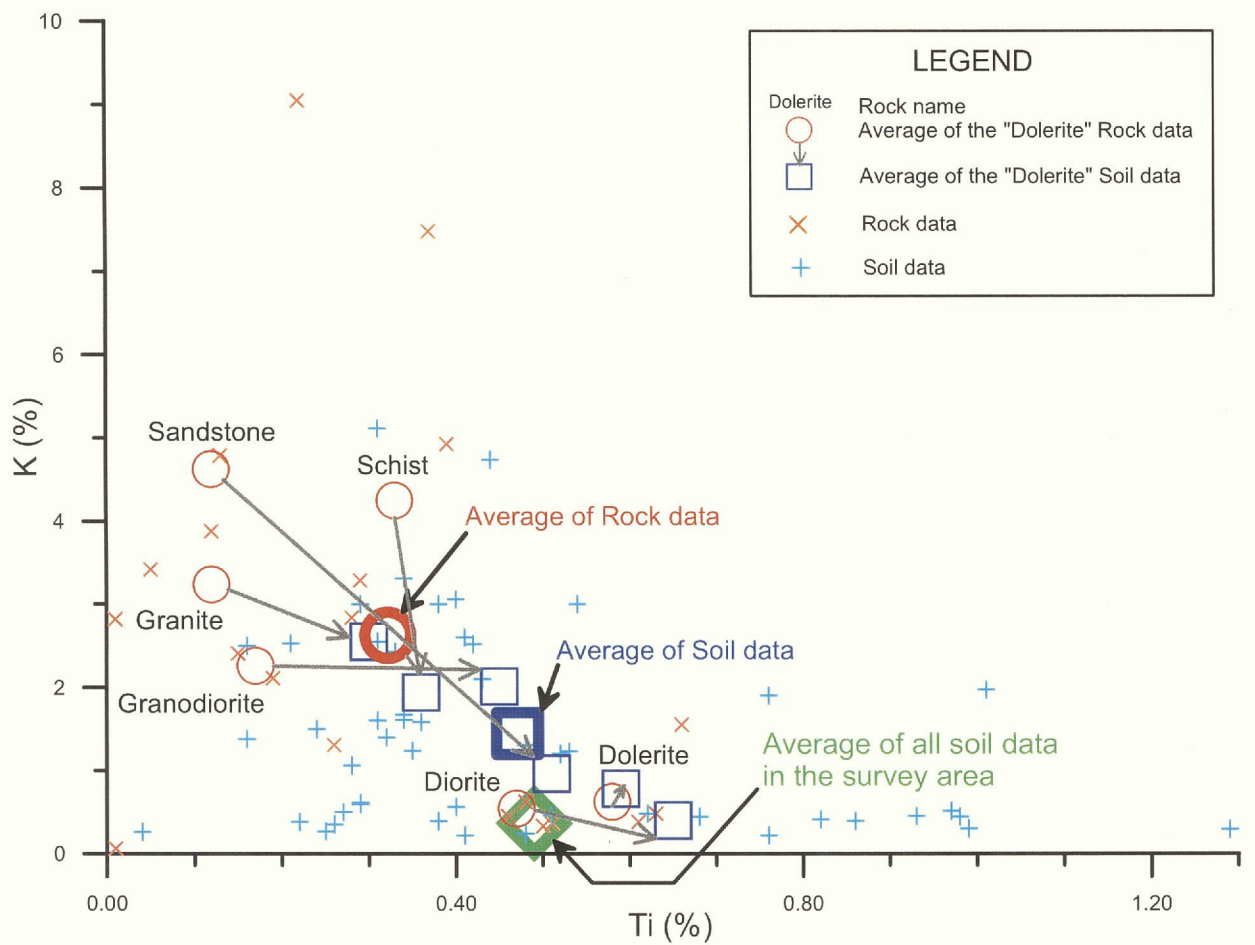 10
8
6
4
2
0
K (%)
0.00
0.40
0.80
1.20
Ti (%)
LEGEND
Dolerite
Rock name
Average of the "Dolerite" Rock data
Average of the "Dolerite" Soil data
Rock data
Soil data
Sandstone
Schist
Average of Rock data
Granite
Average of Soil data
Granodiorite
Average of all soil data
in the survey area
Dolerite
Diorite